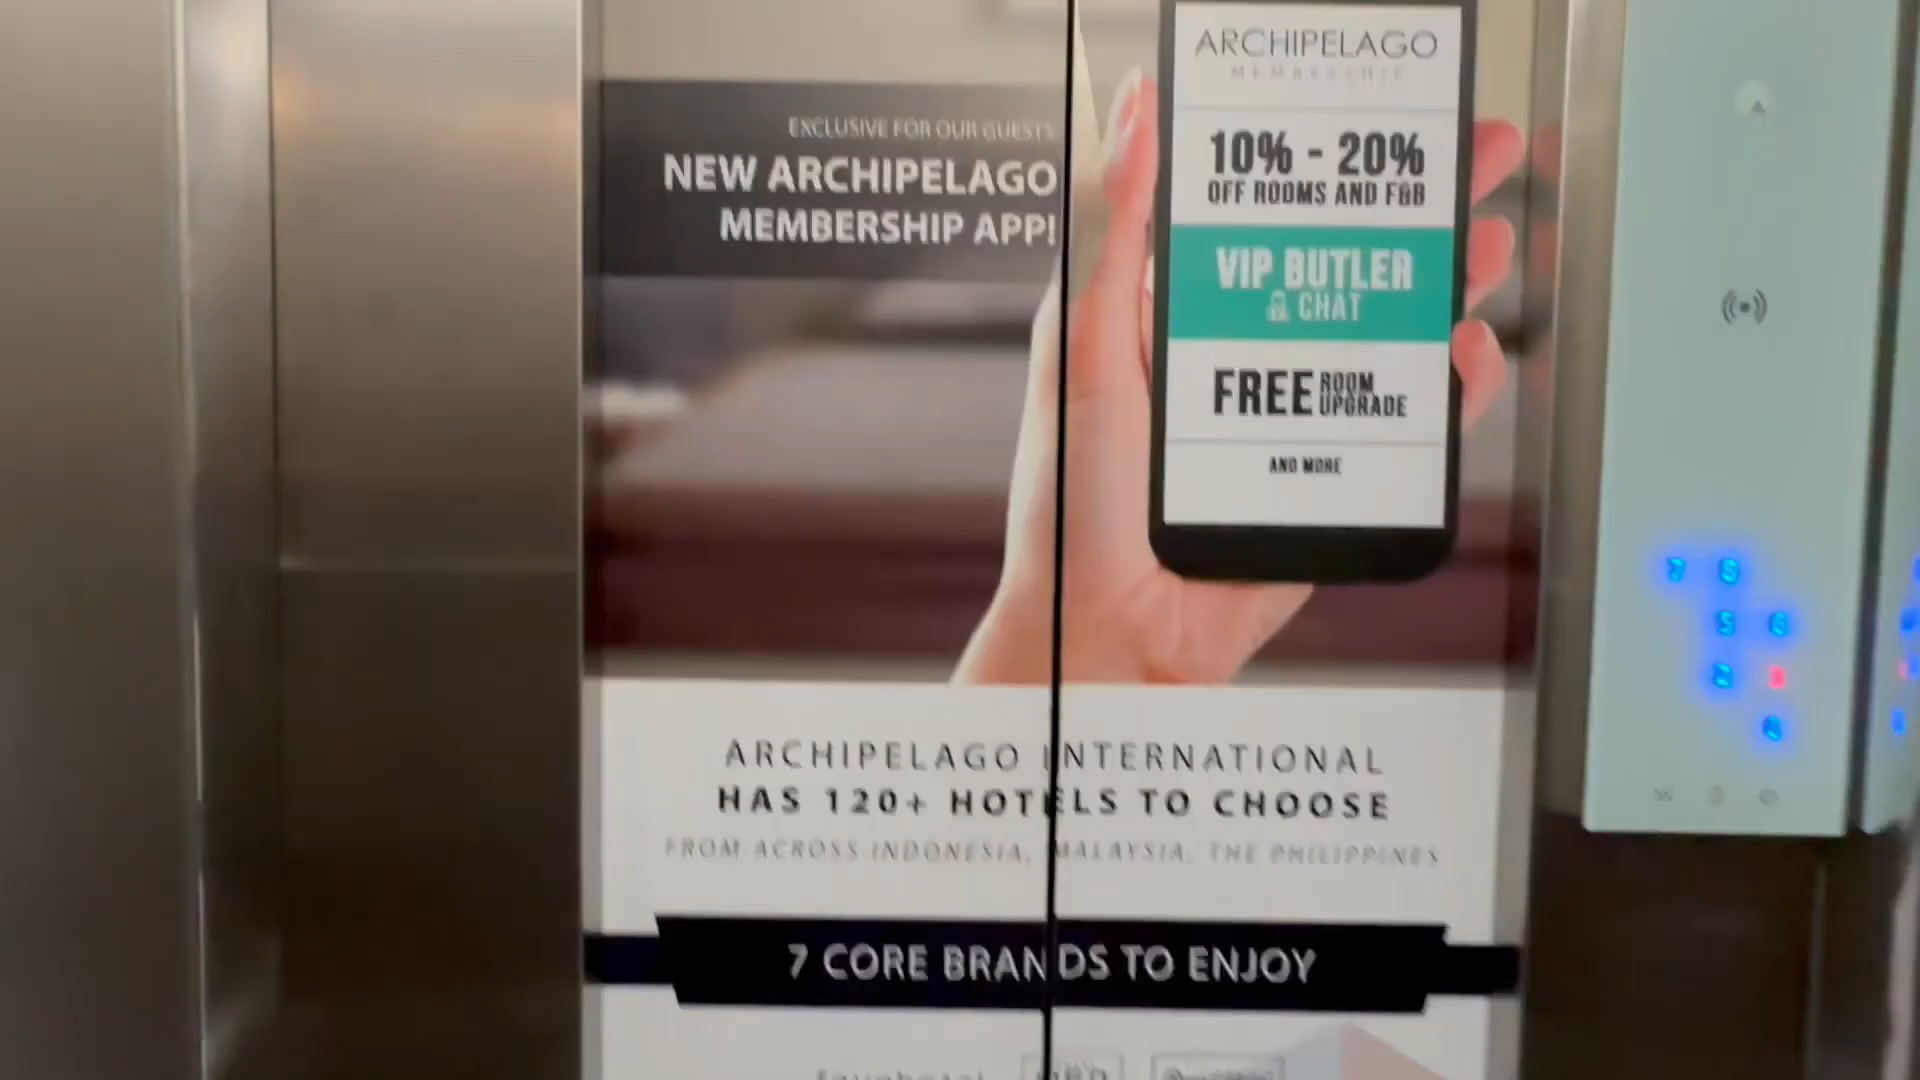 EXCLUSIVE FOR OUR GUESTS
NEW ARCHIPELAGO
MEMBERSHIP APP!
ARCHIPELAGO
MEMBERSHIP
10% - 20%
OFF ROOMS AND F&B
VIP BUTLER
CHAT
FREE ROOM
UPGRADE
AND MORE
ARCHIPELAGO INTERNATIONAL
HAS 120+ HOTELS TO CHOOSE
FROM ACROSS INDONESIA, MALAYSIA, THE PHILIPPINES
7 CORE BRANDS TO ENJOY